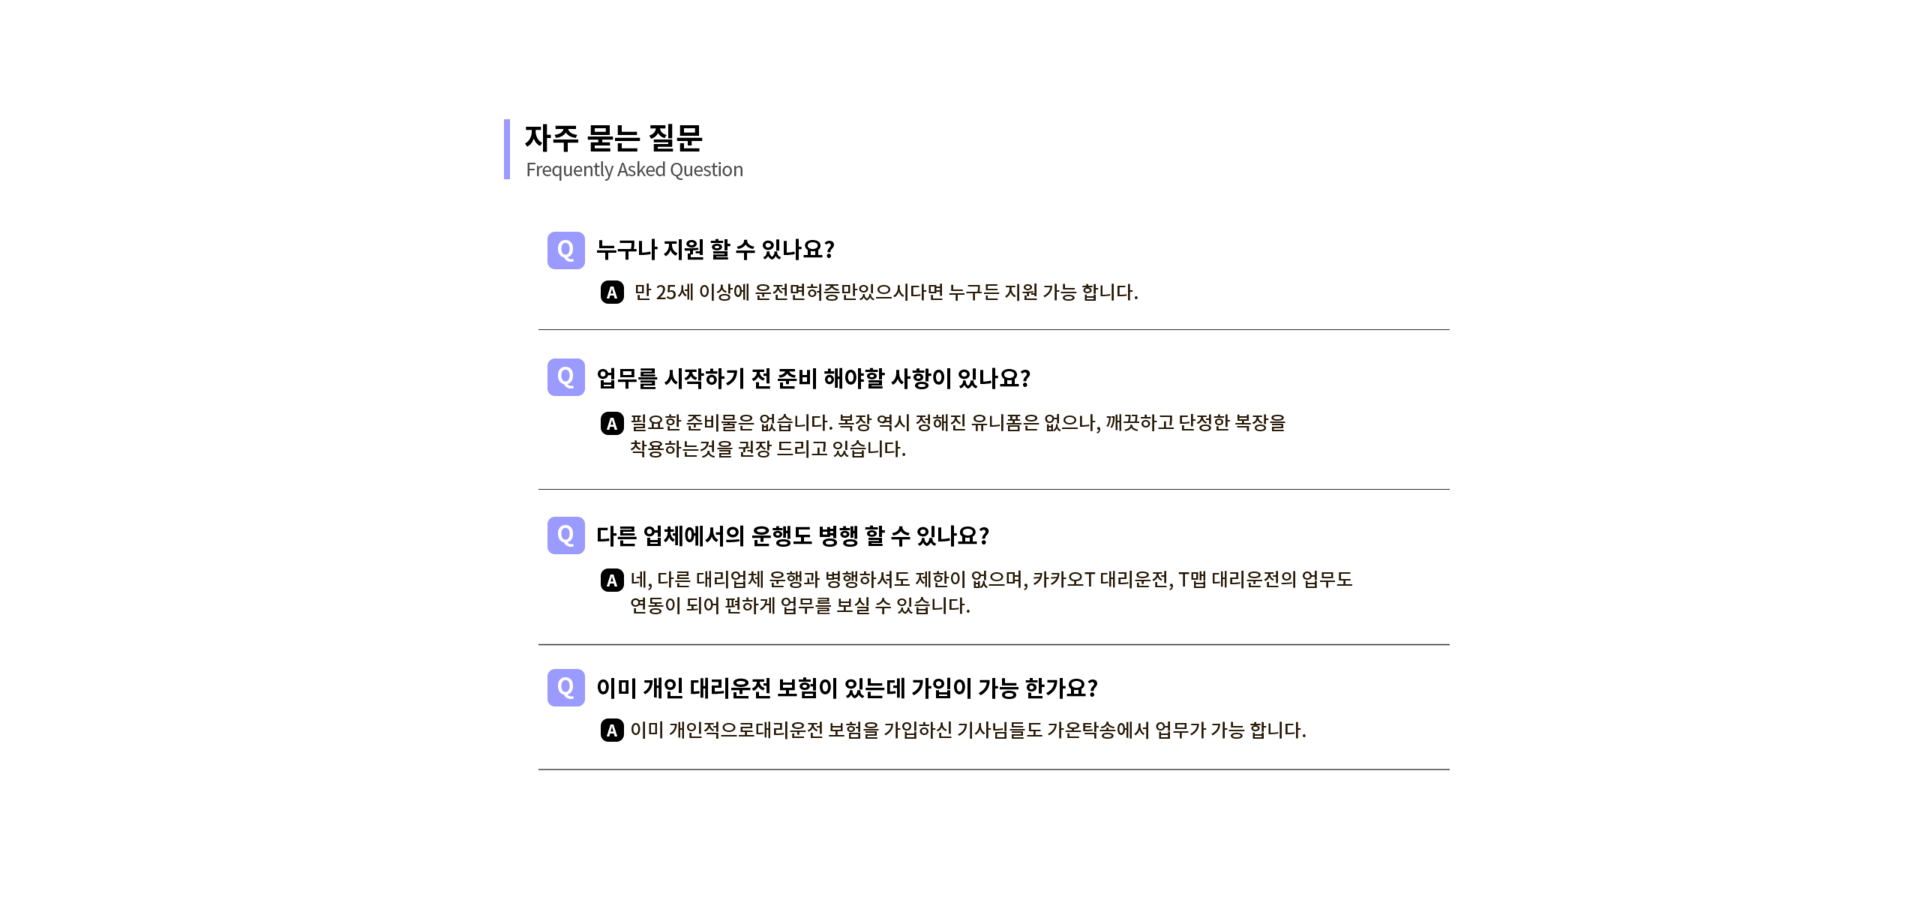 자주 묻는 질문
Frequently Asked Question
Q 누구나 지원 할 수 있나요?
A 만 25세 이상에 운전면허증만있으시다면 누구든 지원 가능 합니다.
Q 업무를 시작하기 전 준비 해야할 사항이 있나요?
A 필요한 준비물은 없습니다. 복장 역시 정해진 유니폼은 없으나, 깨끗하고 단정한 복장을
착용하는것을 권장 드리고 있습니다.
Q 다른 업체에서의 운행도 병행 할 수 있나요?
A 네, 다른 대리업체 운행과 병행하셔도 제한이 없으며, 카카오T 대리운전, T맵 대리운전의 업무도
연동이 되어 편하게 업무를 보실 수 있습니다.
Q 이미 개인 대리운전 보험이 있는데 가입이 가능 한가요?
A 이미 개인적으로대리운전 보험을 가입하신 기사님들도 가온탁송에서 업무가 가능 합니다.